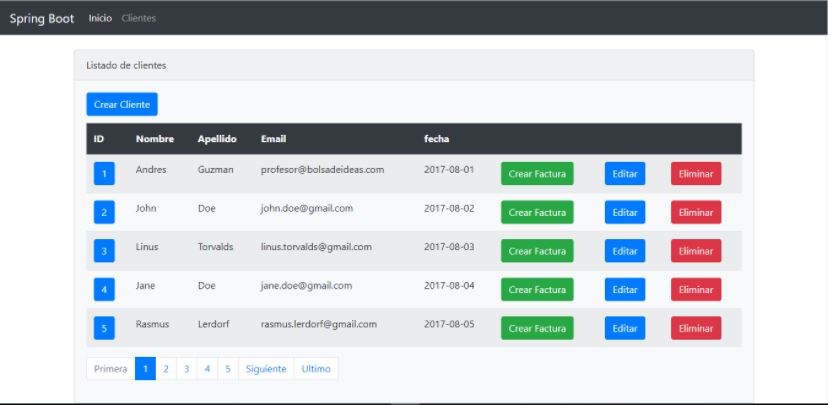 Spring Boot Inicio Clientes
Listado de clientes
Crear Cliente
ID Nombre Apellido Email fecha
1 Andres Guzman profesor@bolsadeideas.com 2017-08-01 Crear Factura Editar Eliminar
2 John Doe john.doe@gmail.com 2017-08-02 Crear Factura Editar Eliminar
3 Linus Torvalds linus.torvalds@gmail.com 2017-08-03 Crear Factura Editar Eliminar
4 Jane Doe jane.doe@gmail.com 2017-08-04 Crear Factura Editar Eliminar
5 Rasmus Lerdorf rasmus.lerdorf@gmail.com 2017-08-05 Crear Factura Editar Eliminar
Primera 1 2 3 4 5 Siguiente Ultimo